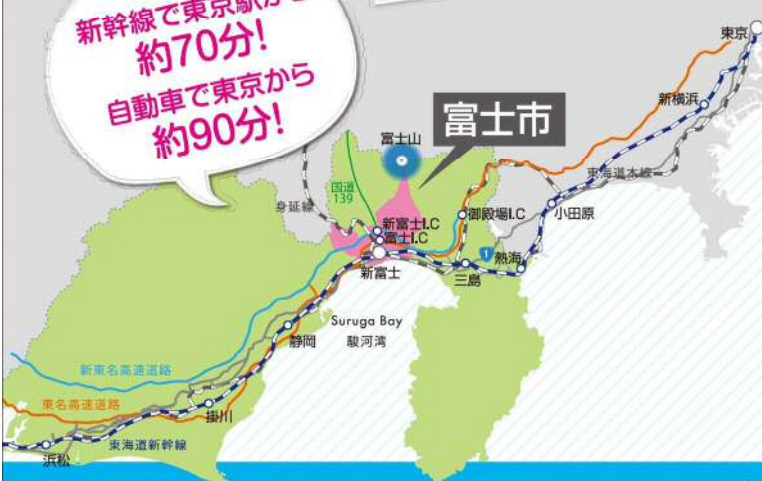 新幹線で東京駅から
約70分!
自動車で東京から
約90分!
東京
新横浜
富士市
富士山
東海道本線
国道
139
身延線
御殿場I.C
小田原
新富士I.C
富士I.C
1
熱海
新富士
三島
Suruga Bay
駿河湾
静岡
新東名高速道路
東名高速道路
掛川
東海道新幹線
浜松